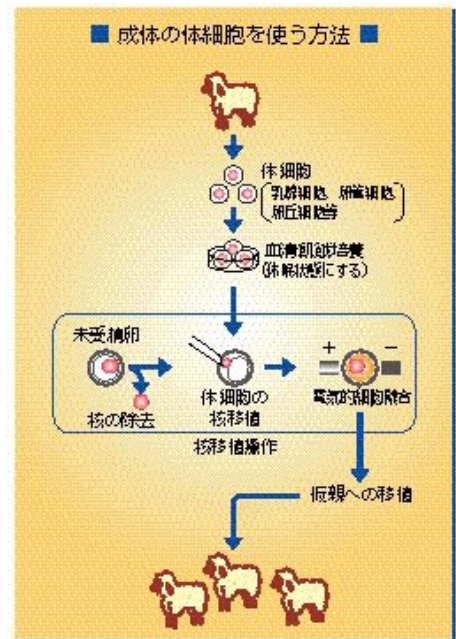 ■ 成体の体細胞を使う方法 ■
体細胞
(乳腺細胞、卵管細胞
卵丘細胞等)
血清飢餓培養
(休眠状態にする)
未受精卵
+ −
核の除去
体細胞の
核移植
電気的細胞融合
核移植操作
仮親への移植